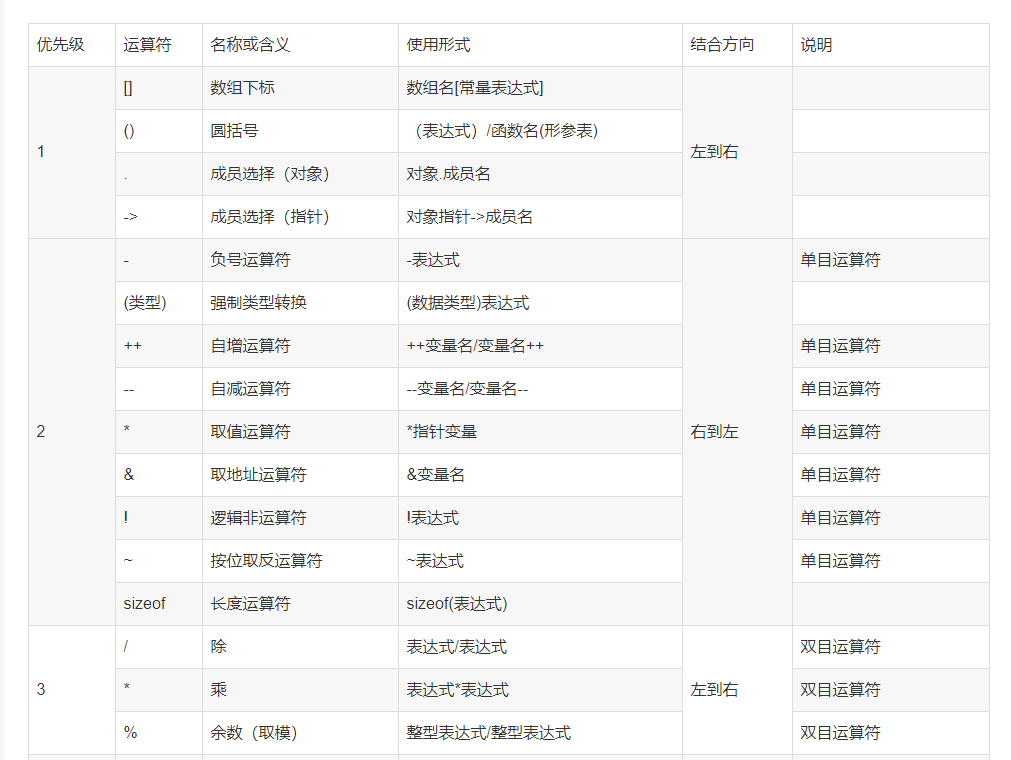 优先级 运算符 名称或含义 使用形式 结合方向 说明
[] 数组下标 数组名[常量表达式]
() 圆括号 （表达式）/函数名(形参表)
1 左到右
. 成员选择（对象） 对象.成员名
-> 成员选择（指针） 对象指针->成员名
- 负号运算符 -表达式 单目运算符
(类型) 强制类型转换 (数据类型)表达式
++ 自增运算符 ++变量名/变量名++ 单目运算符
-- 自减运算符 --变量名/变量名-- 单目运算符
2 * 取值运算符 *指针变量 右到左 单目运算符
& 取地址运算符 &变量名 单目运算符
! 逻辑非运算符 !表达式 单目运算符
~ 按位取反运算符 ~表达式 单目运算符
sizeof 长度运算符 sizeof(表达式)
/ 除 表达式/表达式 双目运算符
3 * 乘 表达式*表达式 左到右 双目运算符
% 余数（取模） 整型表达式/整型表达式 双目运算符